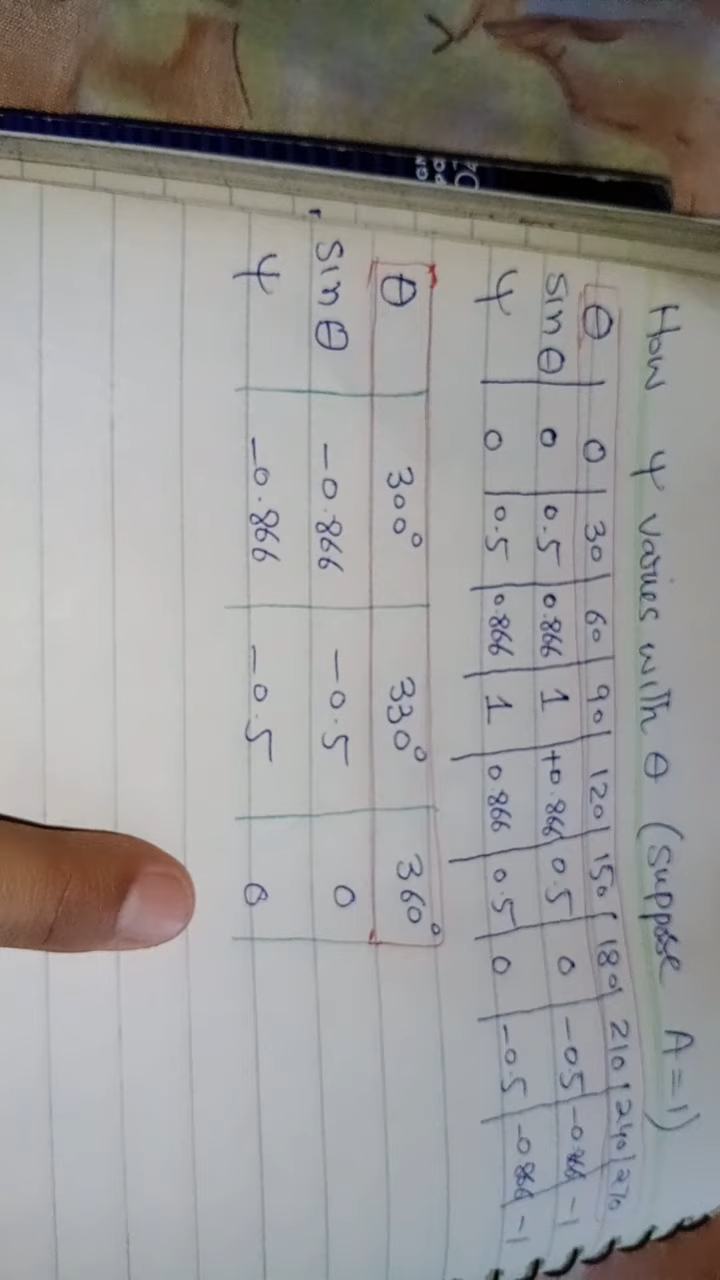 How ψ varies with θ (Suppose A=1)
θ 0 30 60 90 120 150 180 210 240 270
sin θ 0 0.5 0.866 1 +0.866 0.5 0 -0.5 -0.866 -1
ψ 0 0.5 0.866 1 0.866 0.5 0 -0.5 -0.866 -1
θ 300° 330° 360°
sin θ -0.866 -0.5 0
ψ -0.866 -0.5 0